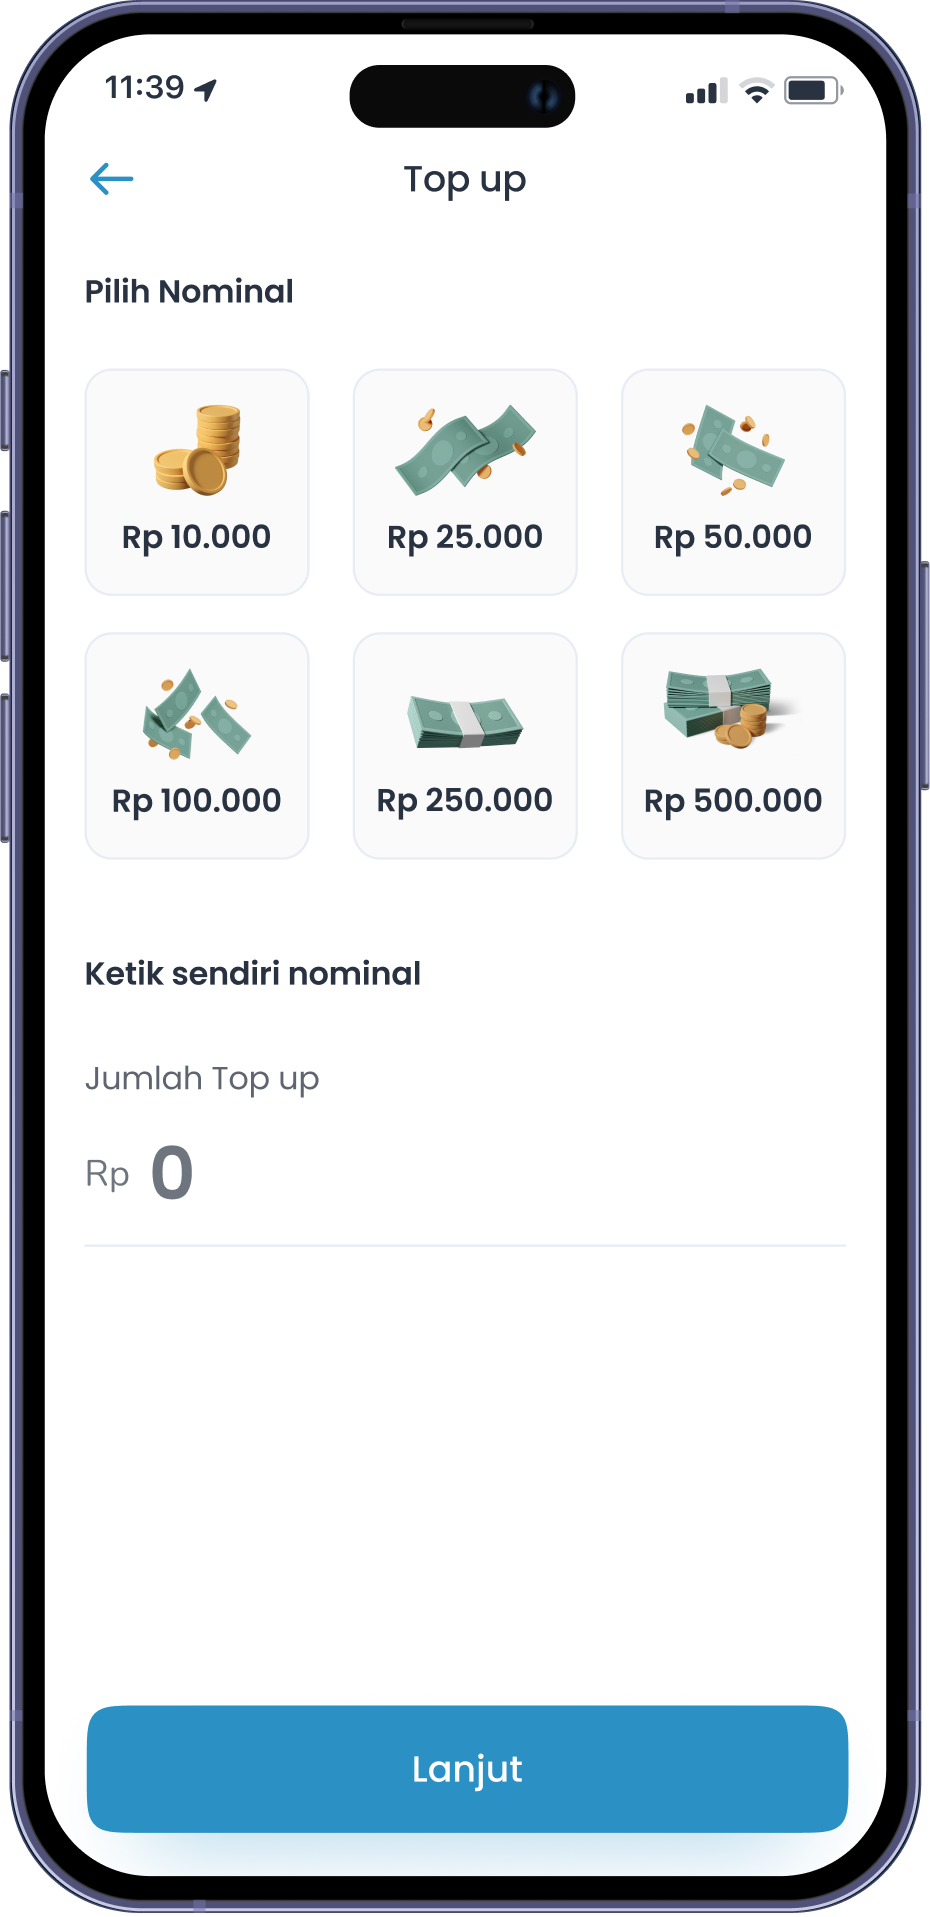 11:39
Top up
Pilih Nominal
Rp 10.000
Rp 25.000
Rp 50.000
Rp 100.000
Rp 250.000
Rp 500.000
Ketik sendiri nominal
Jumlah Top up
Rp 0
Lanjut